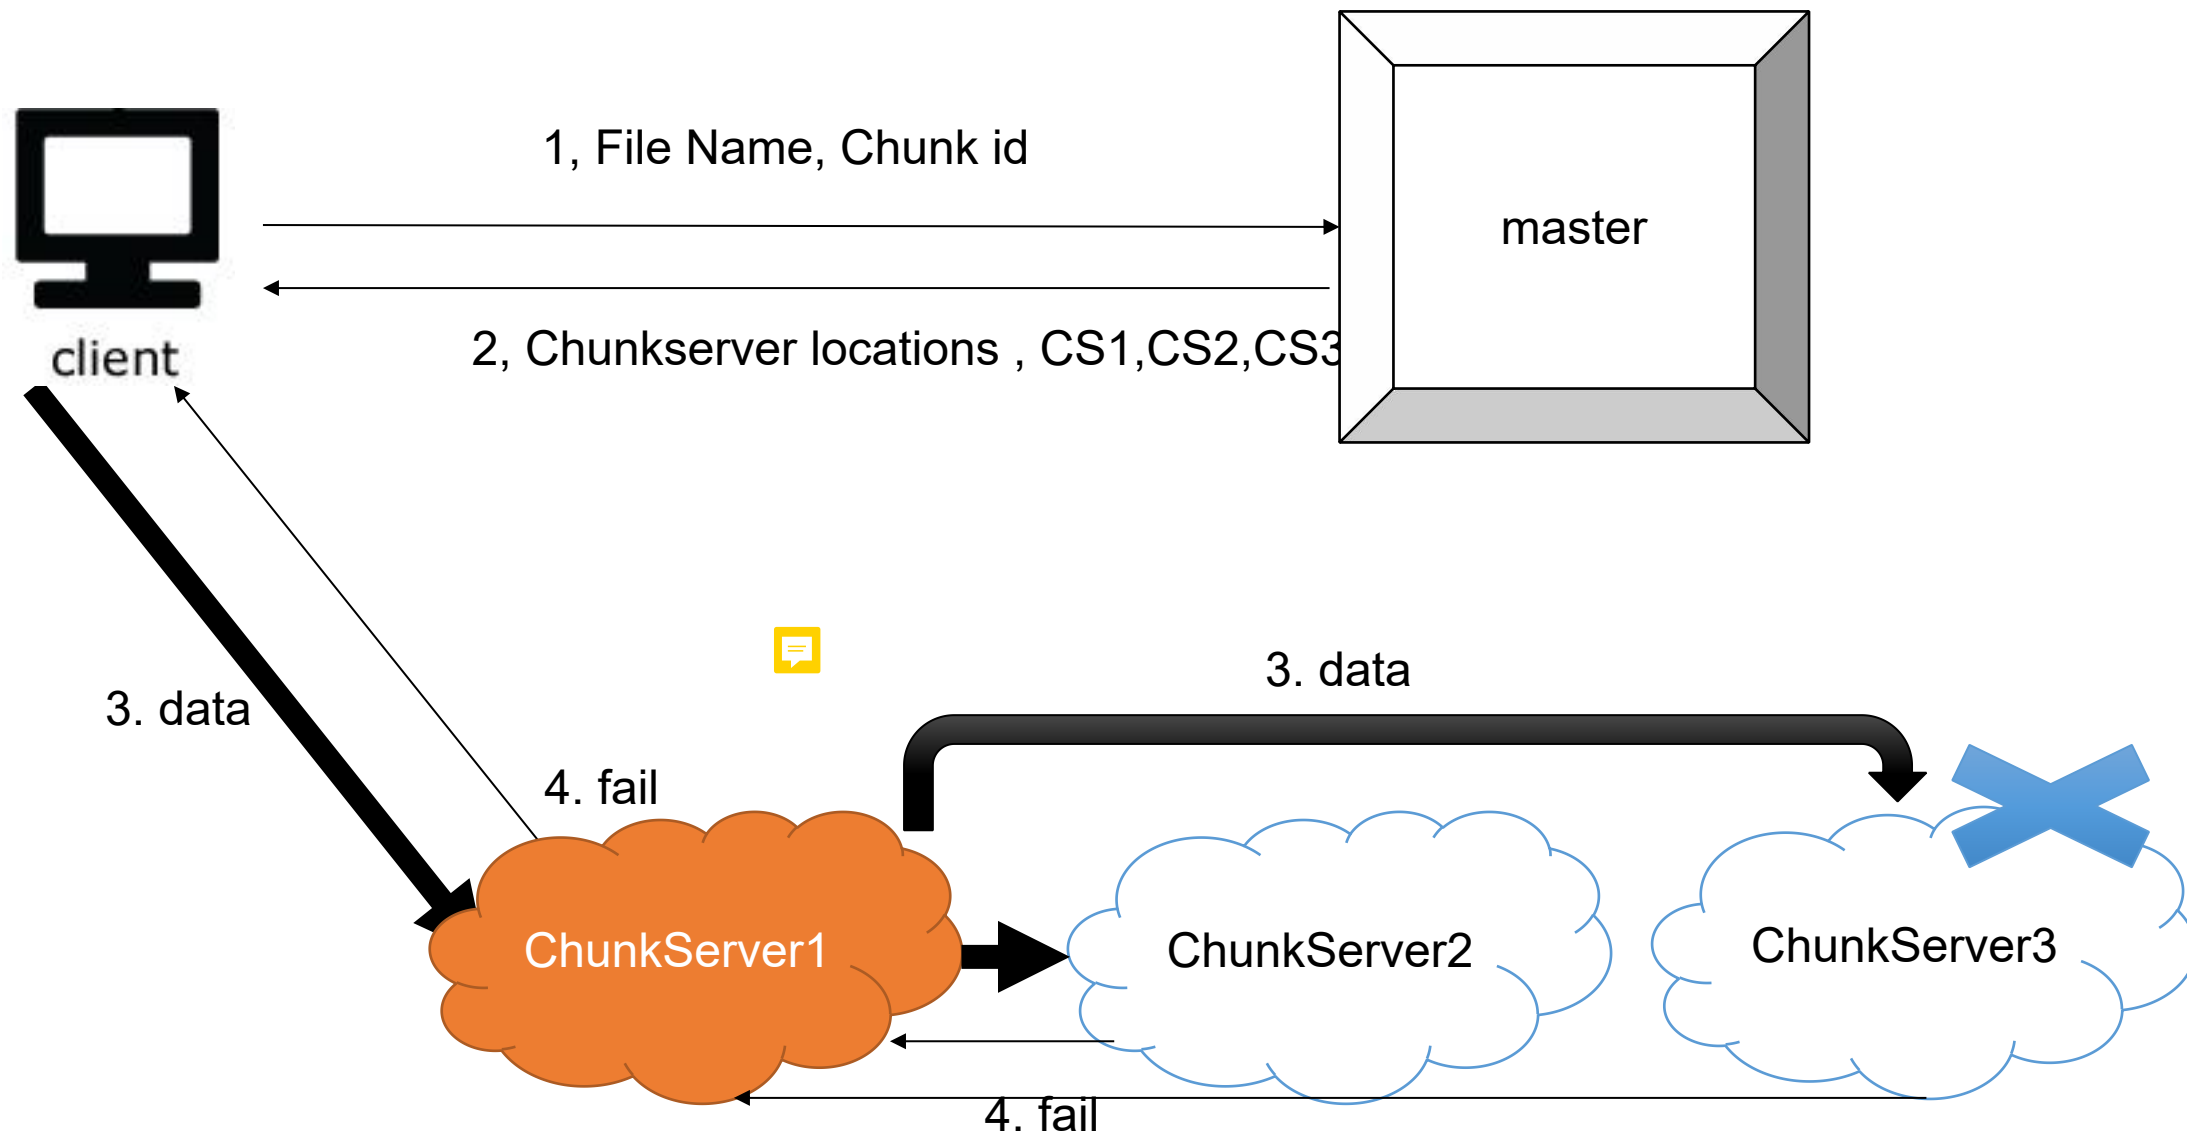 1, File Name, Chunk id
master
client
2, Chunkserver locations , CS1,CS2,CS3
3. data
3. data
4. fail
ChunkServer1
ChunkServer2
ChunkServer3
4. fail